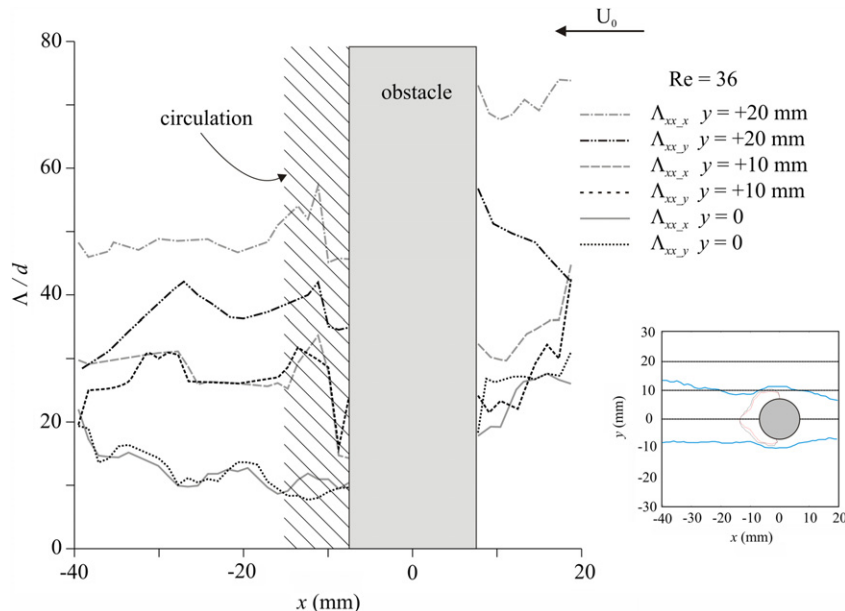 U₀
80
obstacle
Re = 36
circulation
Λxx_x y = +20 mm
Λxx_y y = +20 mm
Λxx_x y = +10 mm
Λxx_y y = +10 mm
Λxx_x y = 0
Λxx_y y = 0
60
Λ / d
40
20
0
-40
-20
0
20
x (mm)
30
20
10
0
-10
-20
-30
y (mm)
-40
-30
-20
-10
0
10
20
x (mm)